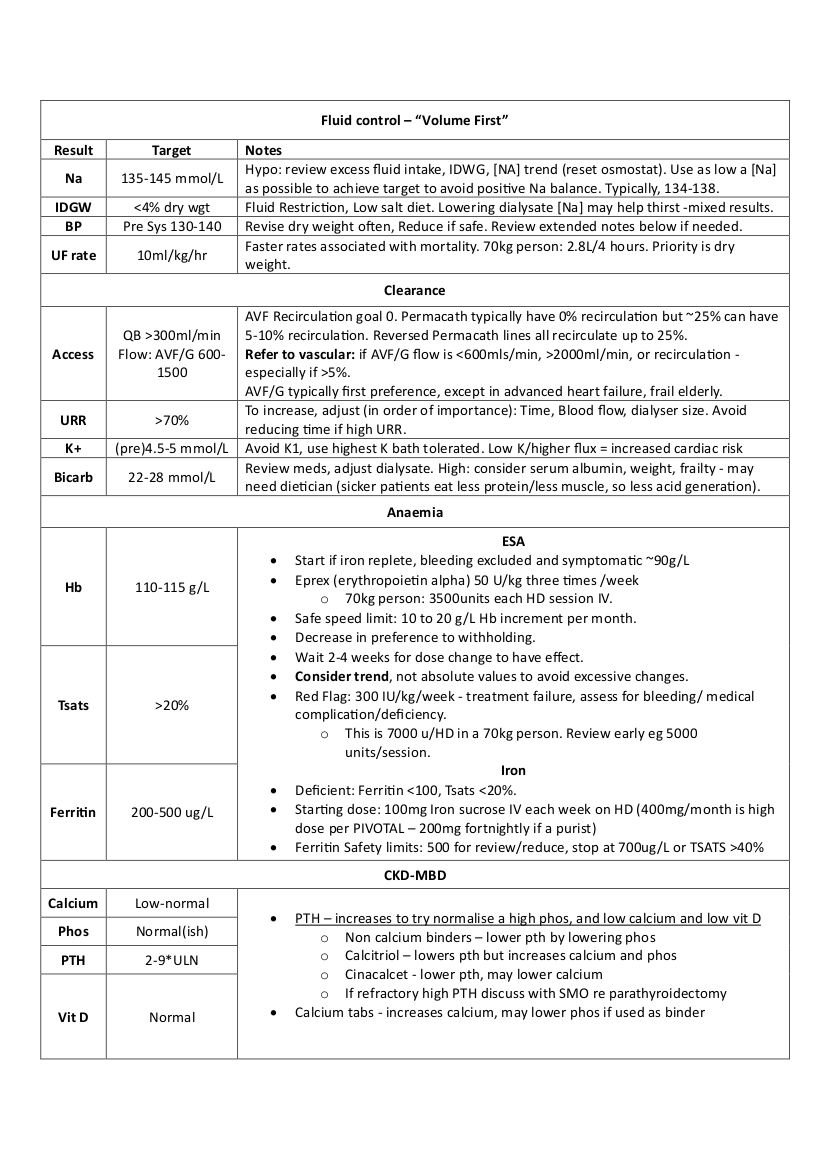 Fluid control – “Volume First”
Result Target Notes
Na 135-145 mmol/L Hypo: review excess fluid intake, IDWG, [NA] trend (reset osmostat). Use as low a [Na]
as possible to achieve target to avoid positive Na balance. Typically, 134-138.
IDGW <4% dry wgt Fluid Restriction, Low salt diet. Lowering dialysate [Na] may help thirst -mixed results.
BP Pre Sys 130-140 Revise dry weight often, Reduce if safe. Review extended notes below if needed.
UF rate 10ml/kg/hr Faster rates associated with mortality. 70kg person: 2.8L/4 hours. Priority is dry
weight.
Clearance
Access
QB >300ml/min
Flow: AVF/G 600-
1500
AVF Recirculation goal 0. Permacath typically have 0% recirculation but ~25% can have
5-10% recirculation. Reversed Permacath lines all recirculate up to 25%.
Refer to vascular: if AVF/G flow is <600mls/min, >2000ml/min, or recirculation -
especially if >5%.
AVF/G typically first preference, except in advanced heart failure, frail elderly.
URR >70% To increase, adjust (in order of importance): Time, Blood flow, dialyser size. Avoid
reducing time if high URR.
K+ (pre)4.5-5 mmol/L Avoid K1, use highest K bath tolerated. Low K/higher flux = increased cardiac risk
Bicarb 22-28 mmol/L Review meds, adjust dialysate. High: consider serum albumin, weight, frailty - may
need dietician (sicker patients eat less protein/less muscle, so less acid generation).
Anaemia
Hb 110-115 g/L
Tsats >20%
Ferritin 200-500 ug/L
ESA
• Start if iron replete, bleeding excluded and symptomatic ~90g/L
• Eprex (erythropoietin alpha) 50 U/kg three times /week
o 70kg person: 3500units each HD session IV.
• Safe speed limit: 10 to 20 g/L Hb increment per month.
• Decrease in preference to withholding.
• Wait 2-4 weeks for dose change to have effect.
• Consider trend, not absolute values to avoid excessive changes.
• Red Flag: 300 IU/kg/week - treatment failure, assess for bleeding/ medical
complication/deficiency.
o This is 7000 u/HD in a 70kg person. Review early eg 5000
units/session.
Iron
• Deficient: Ferritin <100, Tsats <20%.
• Starting dose: 100mg Iron sucrose IV each week on HD (400mg/month is high
dose per PIVOTAL – 200mg fortnightly if a purist)
• Ferritin Safety limits: 500 for review/reduce, stop at 700ug/L or TSATS >40%
CKD-MBD
Calcium Low-normal
Phos Normal(ish)
PTH 2-9*ULN
Vit D Normal
• PTH – increases to try normalise a high phos, and low calcium and low vit D
o Non calcium binders – lower pth by lowering phos
o Calcitriol – lowers pth but increases calcium and phos
o Cinacalcet - lower pth, may lower calcium
o If refractory high PTH discuss with SMO re parathyroidectomy
• Calcium tabs - increases calcium, may lower phos if used as binder